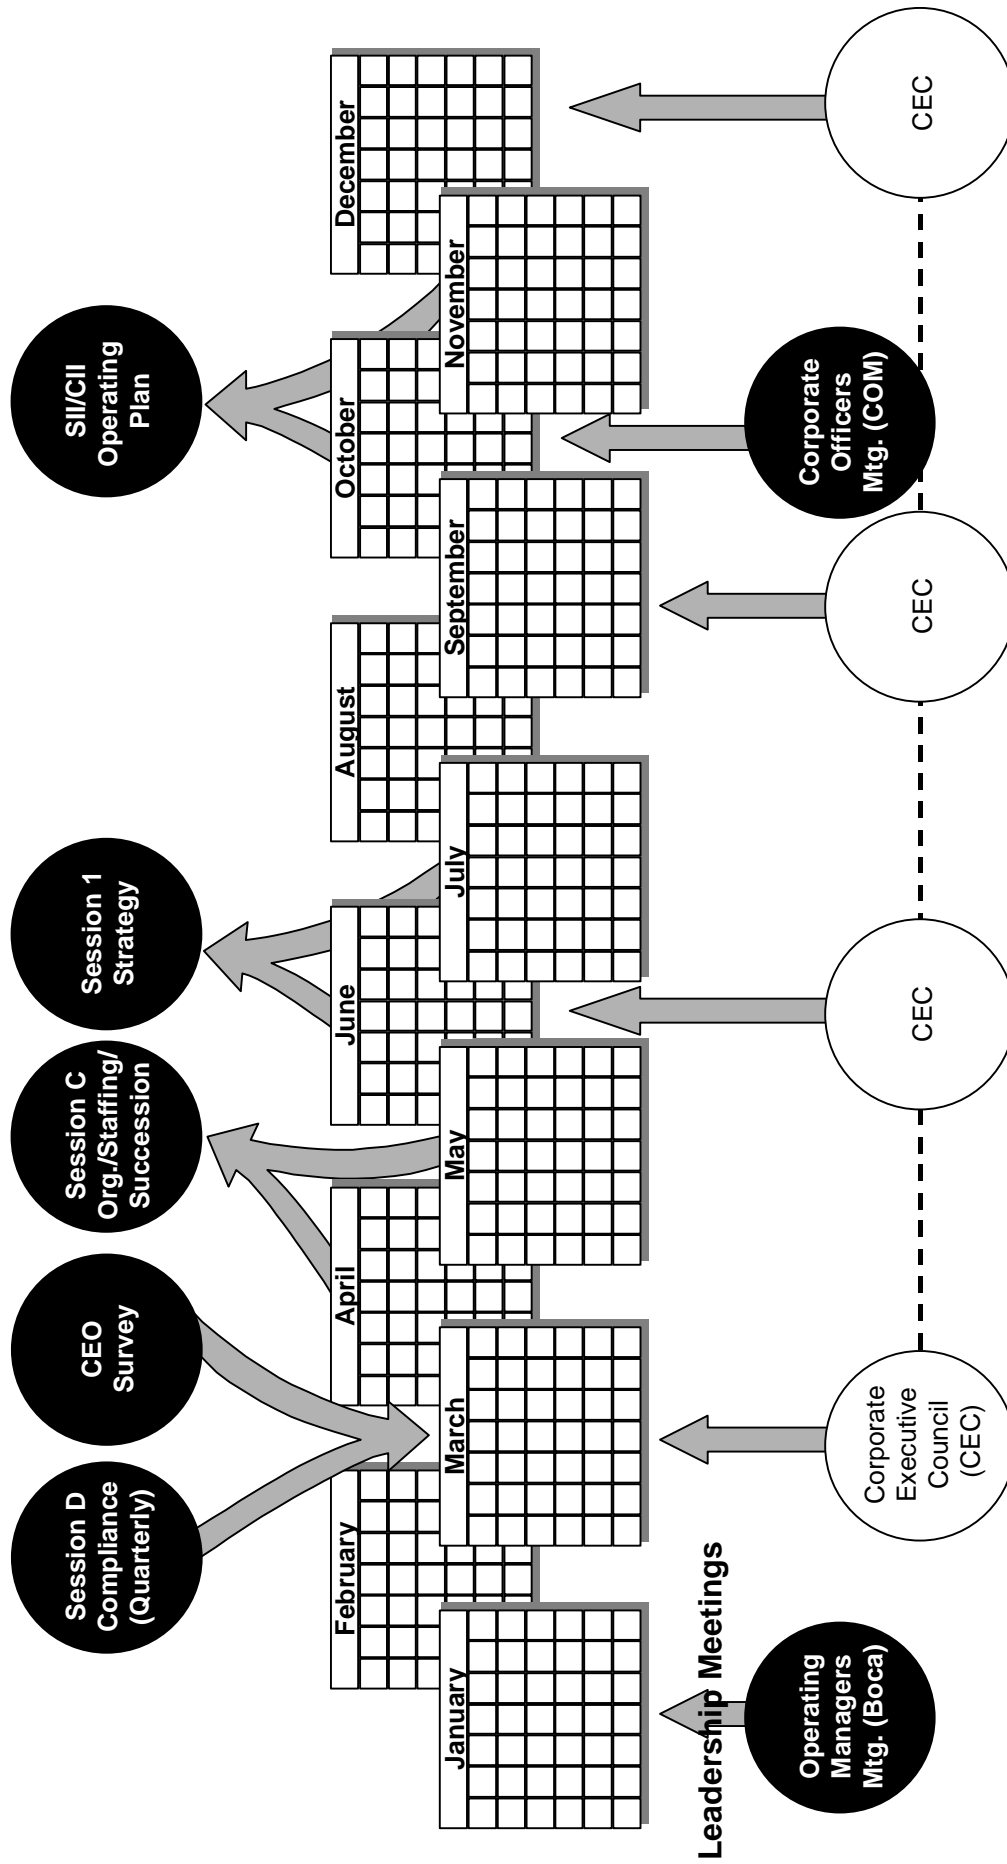 Session D
Compliance
(Quarterly)
CEO
Survey
Session C
Org./Staffing/
Succession
Session 1
Strategy
SII/CII
Operating
Plan
February
April
June
August
October
December
January
March
May
July
September
November
Leadership Meetings
Operating
Managers
Mtg. (Boca)
Corporate
Executive
Council
(CEC)
CEC
CEC
Corporate
Officers
Mtg. (COM)
CEC